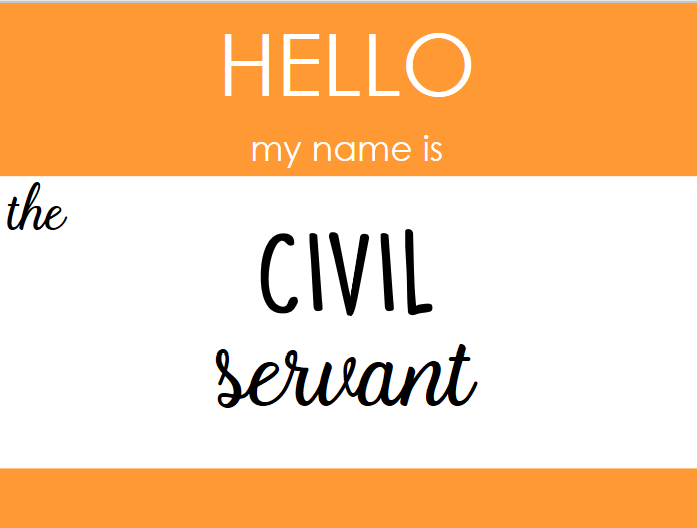 HELLO
my name is
the
CIVIL
servant